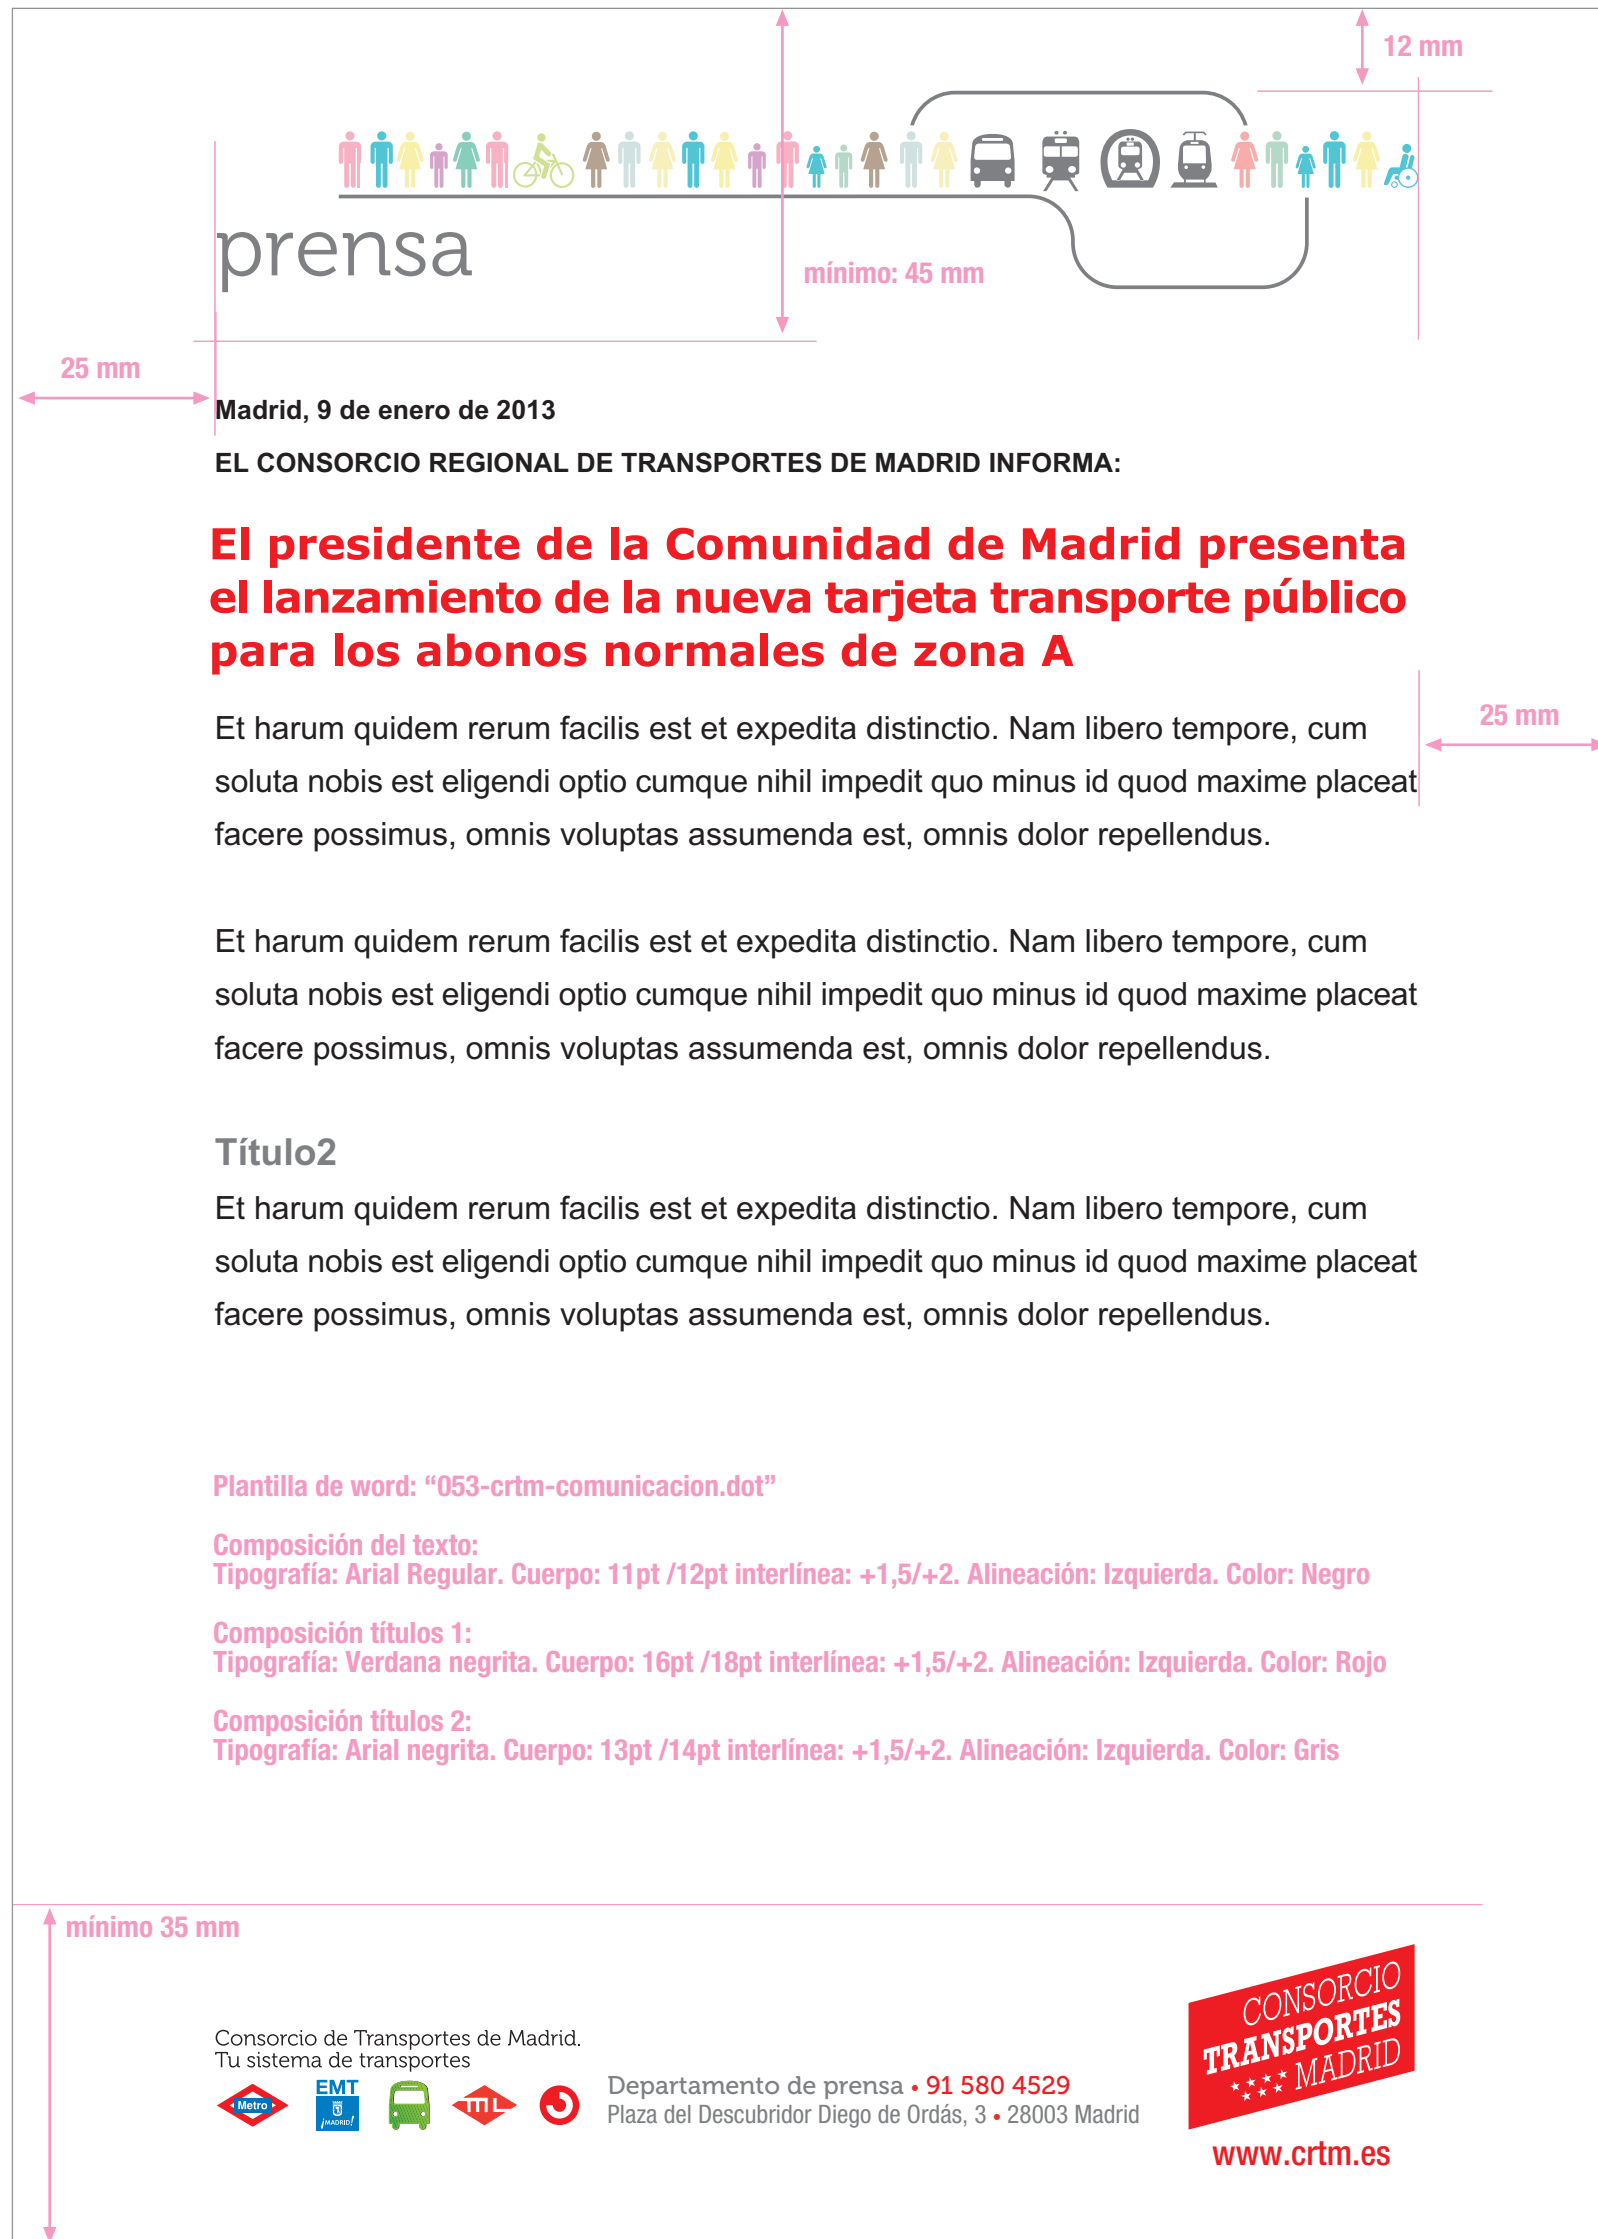 12 mm
prensa
mínimo: 45 mm
25 mm
Madrid, 9 de enero de 2013
EL CONSORCIO REGIONAL DE TRANSPORTES DE MADRID INFORMA:
El presidente de la Comunidad de Madrid presenta
el lanzamiento de la nueva tarjeta transporte público
para los abonos normales de zona A
25 mm
Et harum quidem rerum facilis est et expedita distinctio. Nam libero tempore, cum
soluta nobis est eligendi optio cumque nihil impedit quo minus id quod maxime placeat
facere possimus, omnis voluptas assumenda est, omnis dolor repellendus.
Et harum quidem rerum facilis est et expedita distinctio. Nam libero tempore, cum
soluta nobis est eligendi optio cumque nihil impedit quo minus id quod maxime placeat
facere possimus, omnis voluptas assumenda est, omnis dolor repellendus.
Título2
Et harum quidem rerum facilis est et expedita distinctio. Nam libero tempore, cum
soluta nobis est eligendi optio cumque nihil impedit quo minus id quod maxime placeat
facere possimus, omnis voluptas assumenda est, omnis dolor repellendus.
Plantilla de word: “053-crtm-comunicacion.dot”
Composición del texto:
Tipografía: Arial Regular. Cuerpo: 11pt /12pt interlínea: +1,5/+2. Alineación: Izquierda. Color: Negro
Composición títulos 1:
Tipografía: Verdana negrita. Cuerpo: 16pt /18pt interlínea: +1,5/+2. Alineación: Izquierda. Color: Rojo
Composición títulos 2:
Tipografía: Arial negrita. Cuerpo: 13pt /14pt interlínea: +1,5/+2. Alineación: Izquierda. Color: Gris
mínimo 35 mm
Consorcio de Transportes de Madrid.
Tu sistema de transportes
Metro
EMT
¡MADRID!
ML
Departamento de prensa • 91 580 4529
Plaza del Descubridor Diego de Ordás, 3 • 28003 Madrid
CONSORCIO
TRANSPORTES
MADRID
www.crtm.es